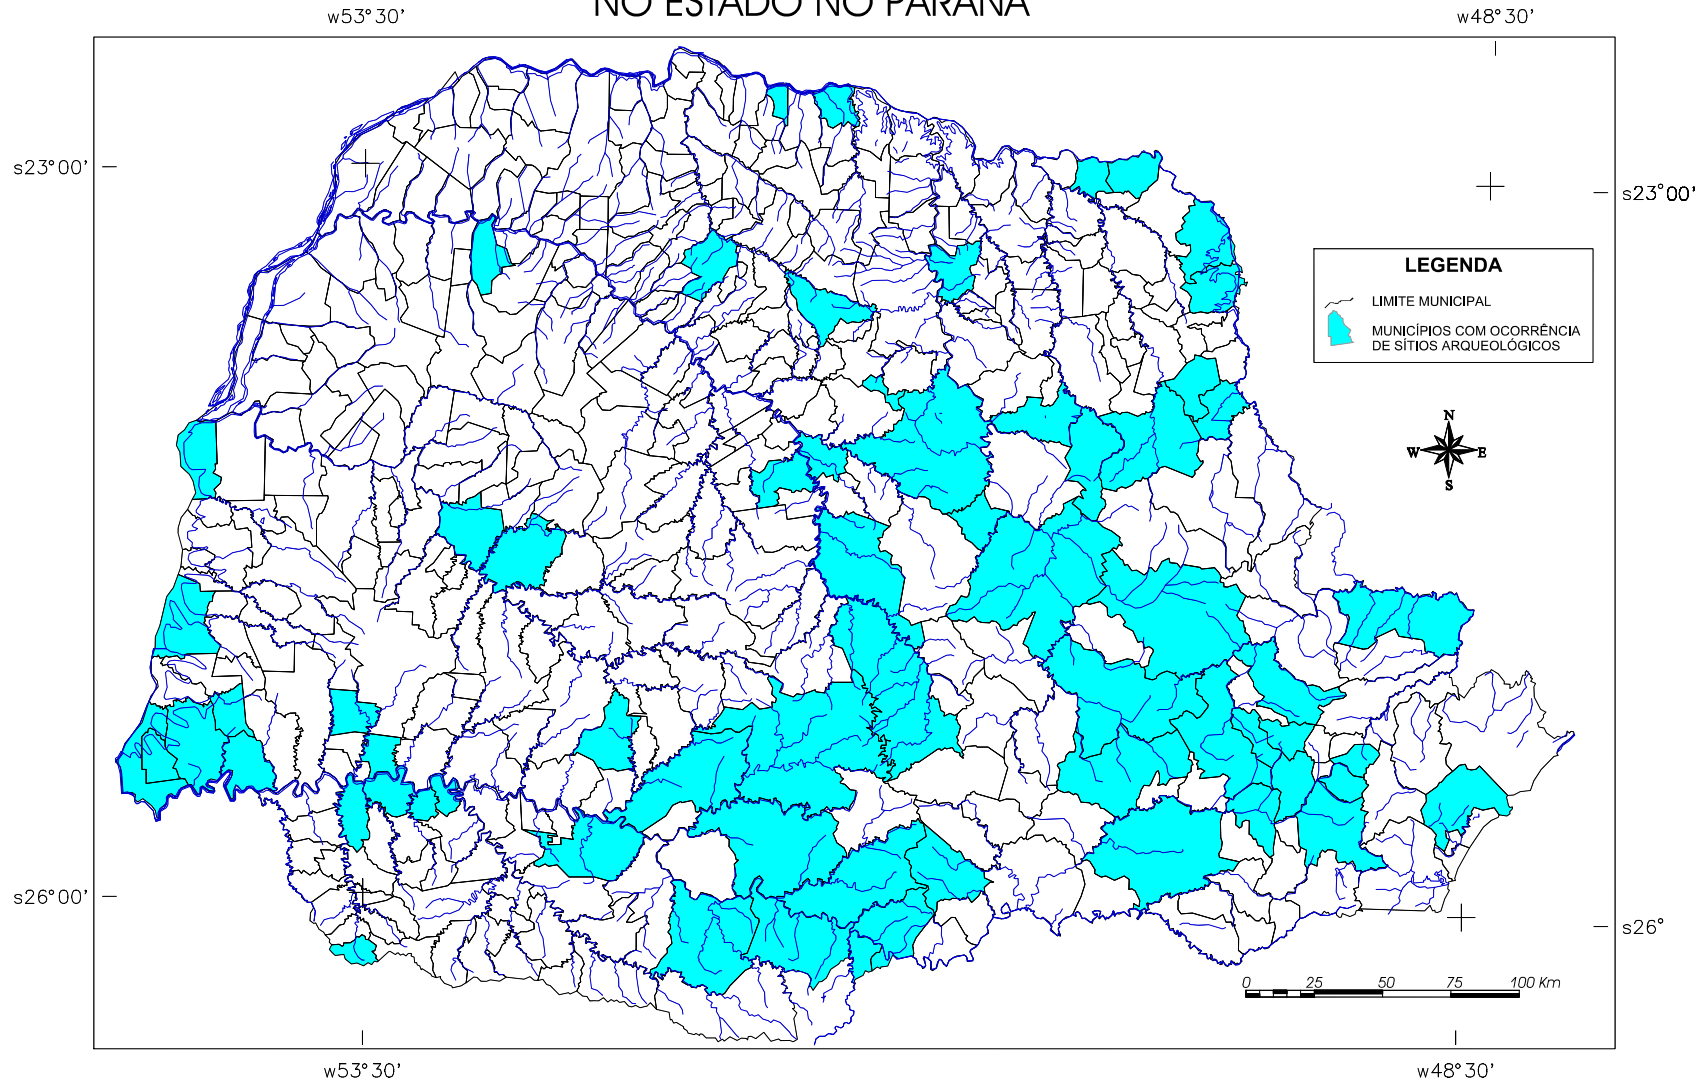 NO ESTADO NO PARANÁ
w53°30'
w48°30'
s23°00'
s23°00'
LEGENDA
LIMITE MUNICIPAL
MUNICÍPIOS COM OCORRÊNCIA
DE SÍTIOS ARQUEOLÓGICOS
N
W
E
S
s26°00'
s26°
0 25 50 75 100 Km
w53°30'
w48°30'